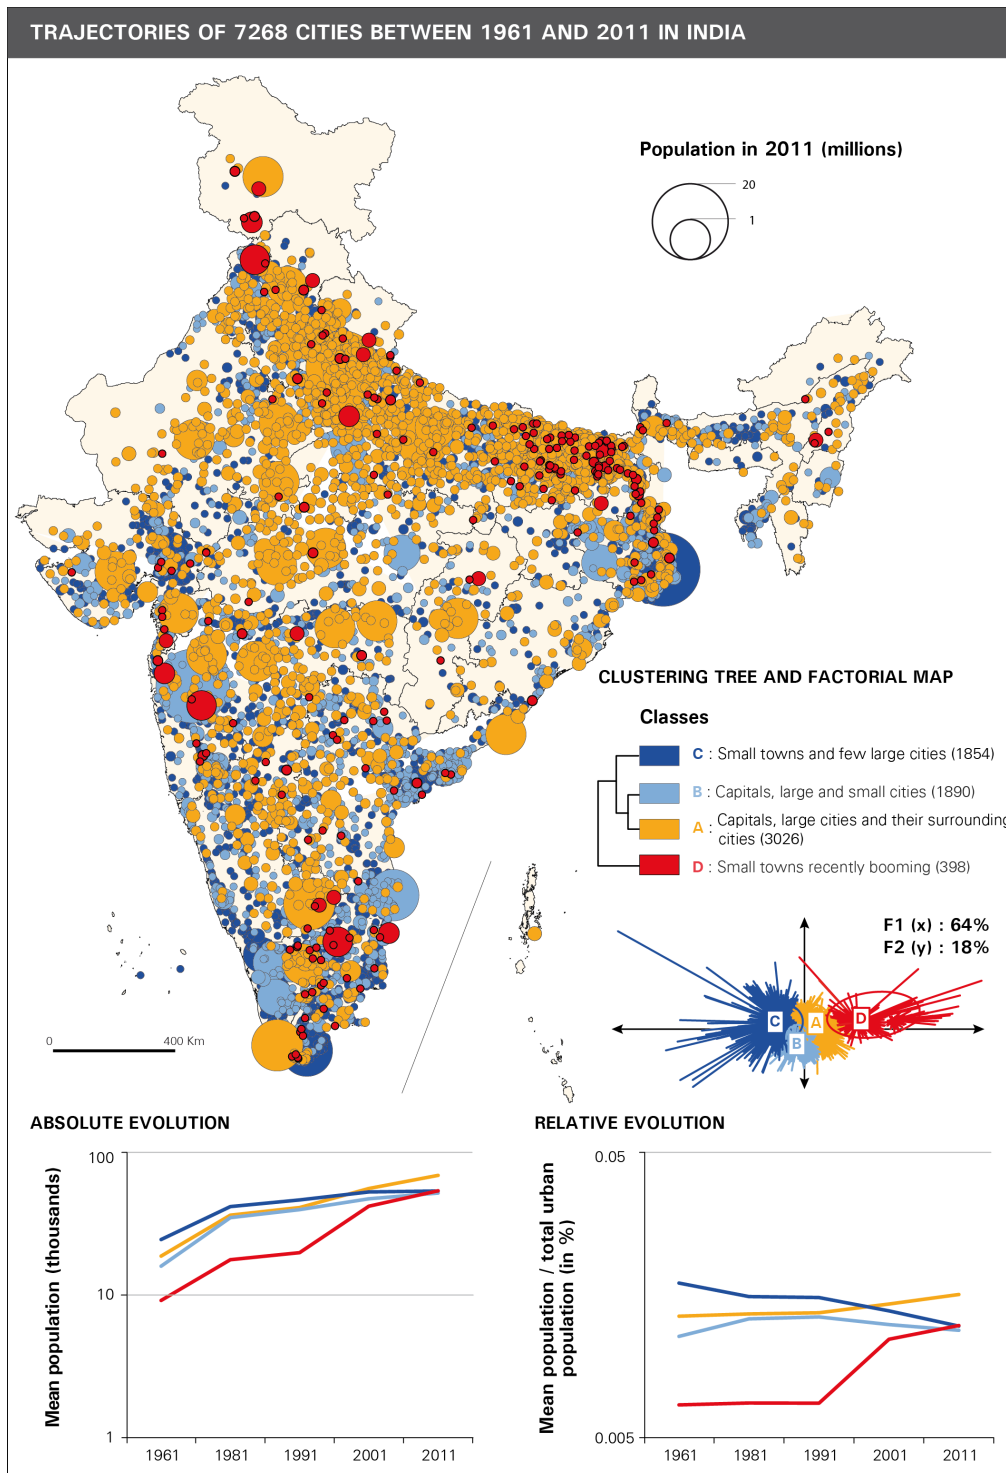 TRAJECTORIES OF 7268 CITIES BETWEEN 1961 AND 2011 IN INDIA
Population in 2011 (millions)
20
1
CLUSTERING TREE AND FACTORIAL MAP
Classes
C : Small towns and few large cities (1854)
B : Capitals, large and small cities (1890)
A : Capitals, large cities and their surrounding
cities (3026)
D : Small towns recently booming (398)
F1 (x) : 64%
F2 (y) : 18%
C
A
D
B
0
400 Km
ABSOLUTE EVOLUTION
Mean population (thousands)
100
10
1
1961
1981
1991
2001
2011
RELATIVE EVOLUTION
Mean population / total urban
population (in %)
0.05
0.005
1961
1981
1991
2001
2011